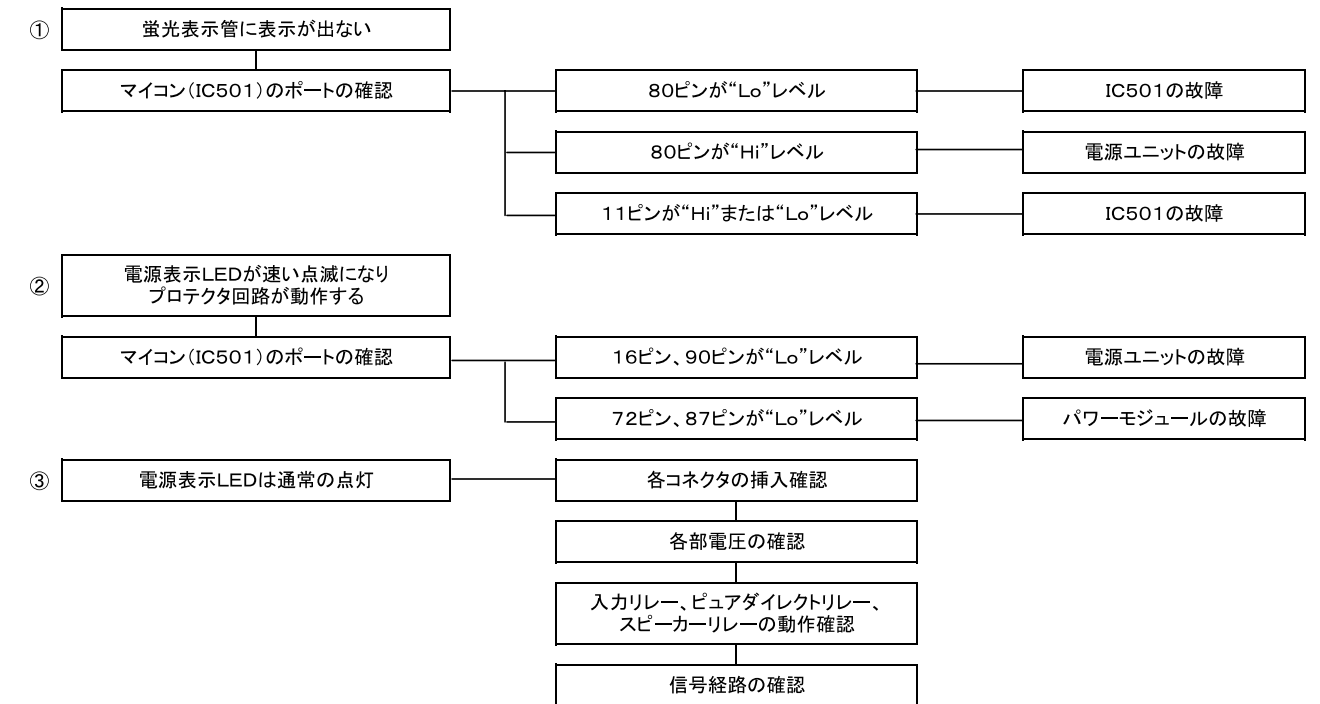 ①
蛍光表示管に表示が出ない
マイコン（IC501）のポートの確認
80ピンが“Lo”レベル
IC501の故障
80ピンが“Hi”レベル
電源ユニットの故障
11ピンが“Hi”または“Lo”レベル
IC501の故障
②
電源表示LEDが速い点滅になり
プロテクタ回路が動作する
マイコン（IC501）のポートの確認
16ピン、90ピンが“Lo”レベル
電源ユニットの故障
72ピン、87ピンが“Lo”レベル
パワーモジュールの故障
③
電源表示LEDは通常の点灯
各コネクタの挿入確認
各部電圧の確認
入力リレー、ピュアダイレクトリレー、
スピーカーリレーの動作確認
信号経路の確認